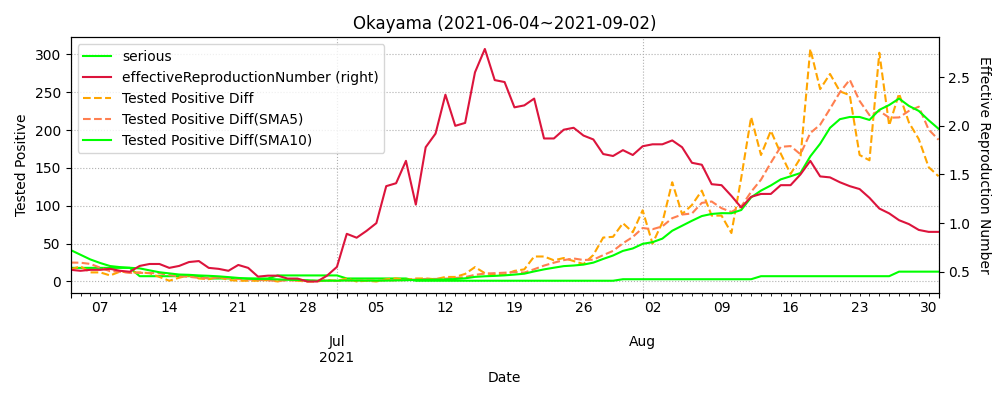 Okayama (2021-06-04~2021-09-02)
serious
effectiveReproductionNumber (right)
Tested Positive Diff
Tested Positive Diff(SMA5)
Tested Positive Diff(SMA10)
Tested Positive
300
250
200
150
100
50
0
Effective Reproduction Number
2.5
2.0
1.5
1.0
0.5
07 14 21 28 05 12 19 26 02 09 16 23 30
Jul Aug
2021
Date